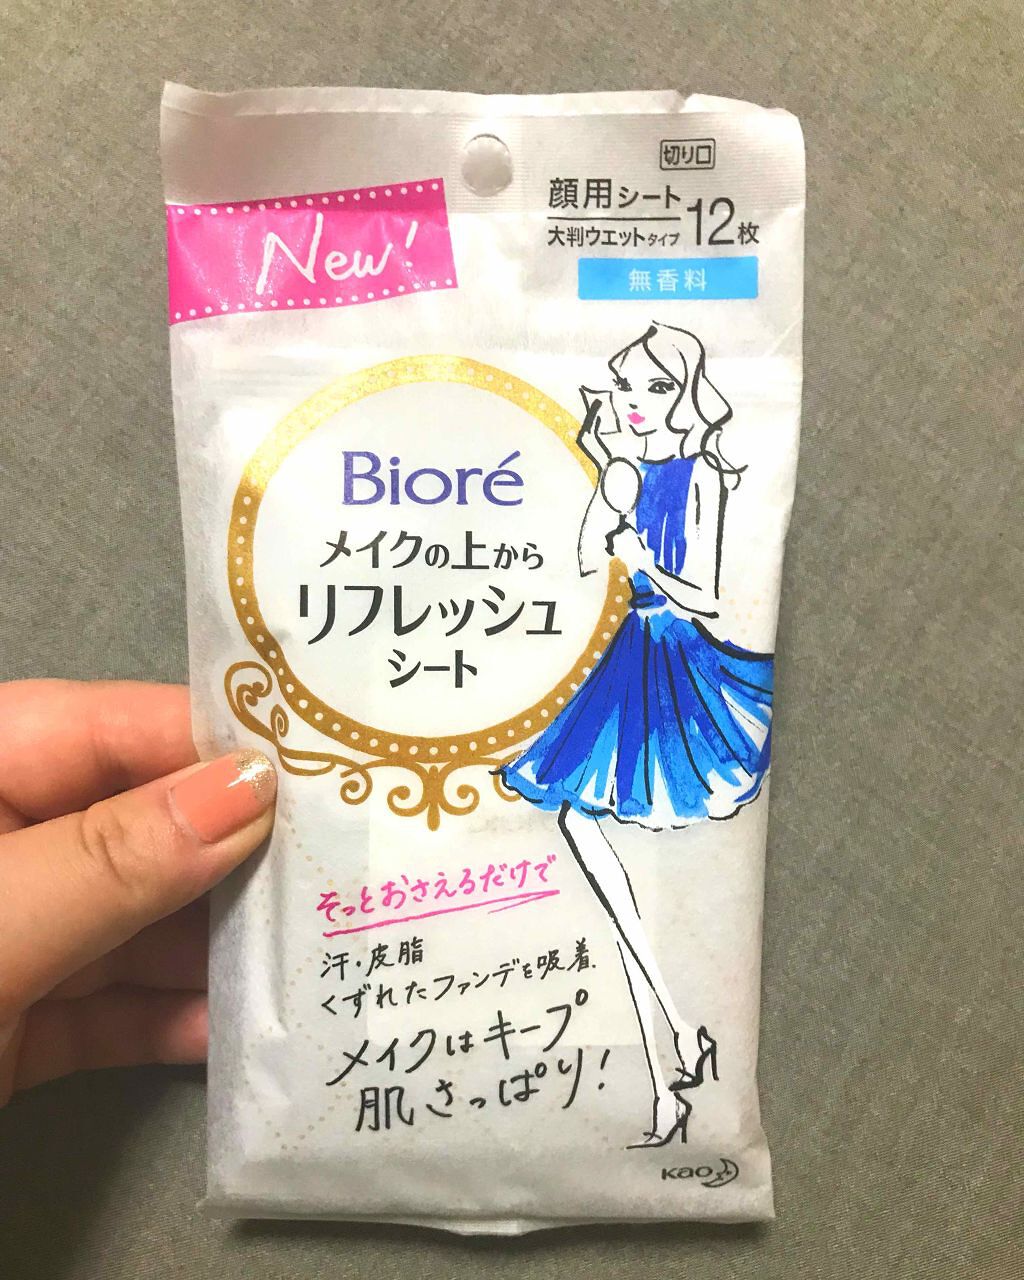 切り口
顔用シート
大判ウエットタイプ 12枚
無香料
New!
Bioré
メイクの上から
リフレッシュ
シート
そっとおさえるだけで
汗・皮脂
くずれたファンデを吸着
メイクはキープ
肌さっぱり!
Kao